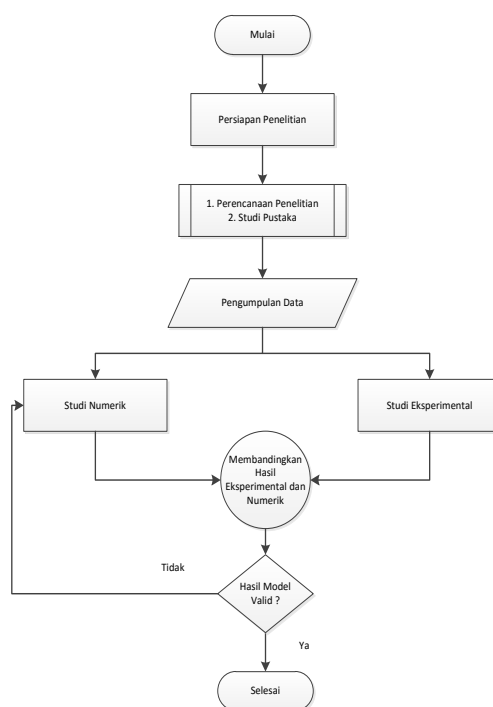 Mulai
Persiapan Penelitian
1. Perencanaan Penelitian
2. Studi Pustaka
Pengumpulan Data
Studi Numerik
Studi Eksperimental
Membandingkan
Hasil
Eksperimental dan
Numerik
Tidak
Hasil Model
Valid ?
Ya
Selesai